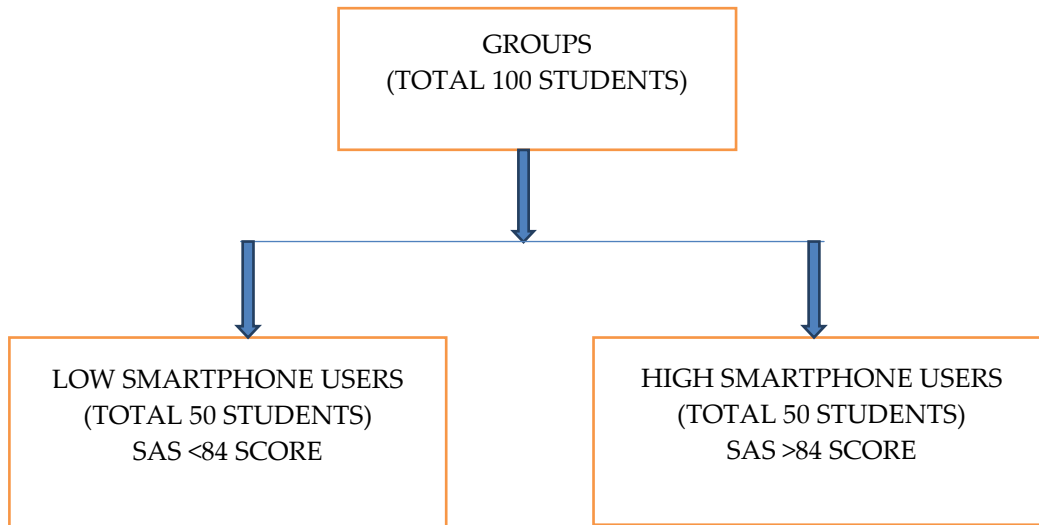 GROUPS
(TOTAL 100 STUDENTS)
LOW SMARTPHONE USERS
(TOTAL 50 STUDENTS)
SAS <84 SCORE
HIGH SMARTPHONE USERS
(TOTAL 50 STUDENTS)
SAS >84 SCORE